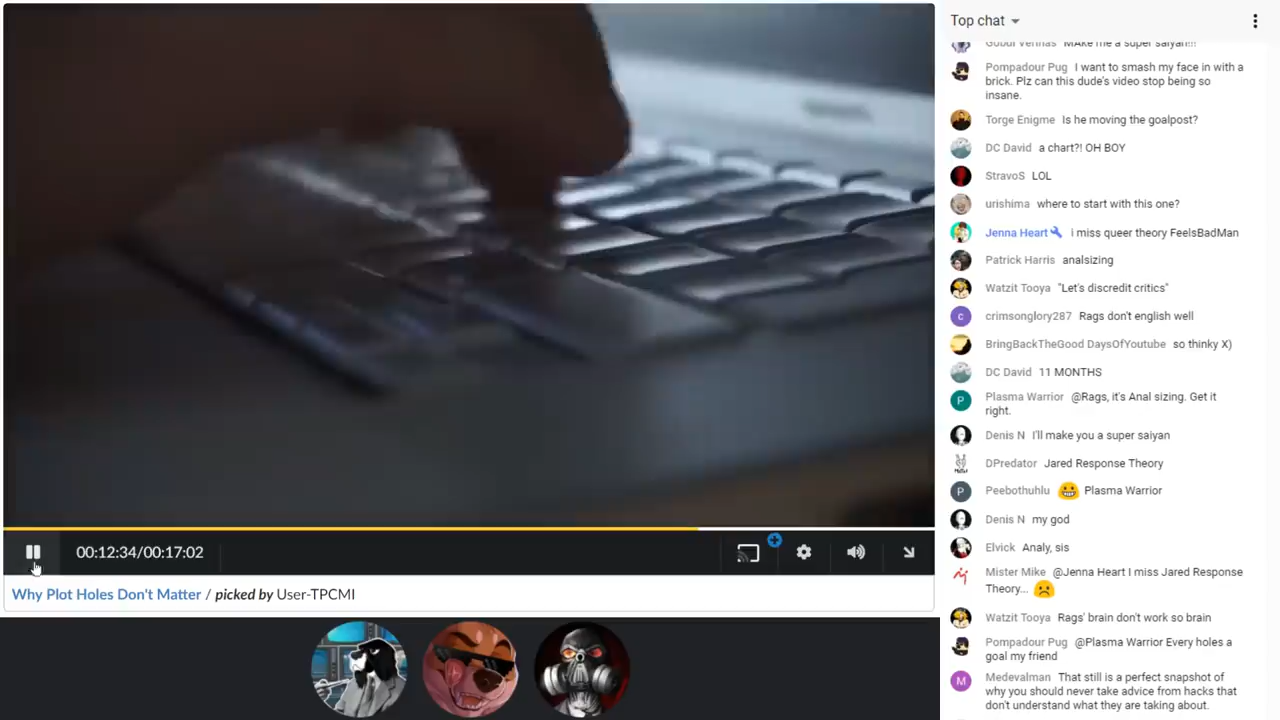 Top chat
Gobul Vermas MAke me a super saiyan!!!
Pompadour Pug I want to smash my face in with a
brick. Plz can this dude's video stop being so
insane.
Torge Enigme Is he moving the goalpost?
DC David a chart?! OH BOY
StravoS LOL
urishima where to start with this one?
Jenna Heart i miss queer theory FeelsBadMan
Patrick Harris analsizing
Watzit Tooya "Let's discredit critics"
c crimsonglory287 Rags don't english well
BringBackTheGood DaysOfYoutube so thinky X)
DC David 11 MONTHS
P Plasma Warrior @Rags, it's Anal sizing. Get it
right.
Denis N I'll make you a super saiyan
DPredator Jared Response Theory
P Peebothuhlu 😬 Plasma Warrior
Denis N my god
Elvick Analy, sis
Mister Mike @Jenna Heart I miss Jared Response
Theory... ☹️
Watzit Tooya Rags' brain don't work so brain
Pompadour Pug @Plasma Warrior Every holes a
goal my friend
M Medevalman That still is a perfect snapshot of
why you should never take advice from hacks that
don't understand what they are taking about.
00:12:34/00:17:02
Why Plot Holes Don't Matter / picked by User-TPCMI